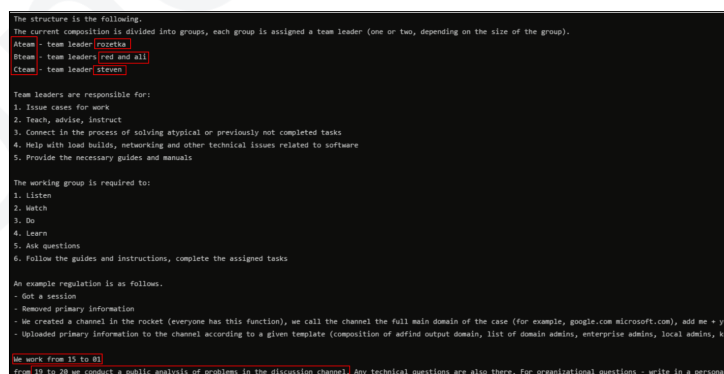 The structure is the following.
The current composition is divided into groups, each group is assigned a team leader (one or two, depending on the size of the group).
Ateam - team leader rozetka
Bteam - team leaders red and ali
Cteam - team leader steven
Team leaders are responsible for:
1. Issue cases for work
2. Teach, advise, instruct
3. Connect in the process of solving atypical or previously not completed tasks
4. Help with load builds, networking and other technical issues related to software
5. Provide the necessary guides and manuals
The working group is required to:
1. Listen
2. Watch
3. Do
4. Learn
5. Ask questions
6. Follow the guides and instructions, complete the assigned tasks
An example regulation is as follows.
- Got a session
- Removed primary information
- We created a channel in the rocket (everyone has this function), we call the channel the full main domain of the case (for example, google.com microsoft.com), add me + y
- Uploaded primary information to the channel according to a given template (composition of adfind output domain, list of domain admins, enterprise admins, local admins, k
We work from 15 to 01
from 19 to 20 we conduct a public analysis of problems in the discussion channel. Any technical questions are also there. For organizational questions - write in a persona